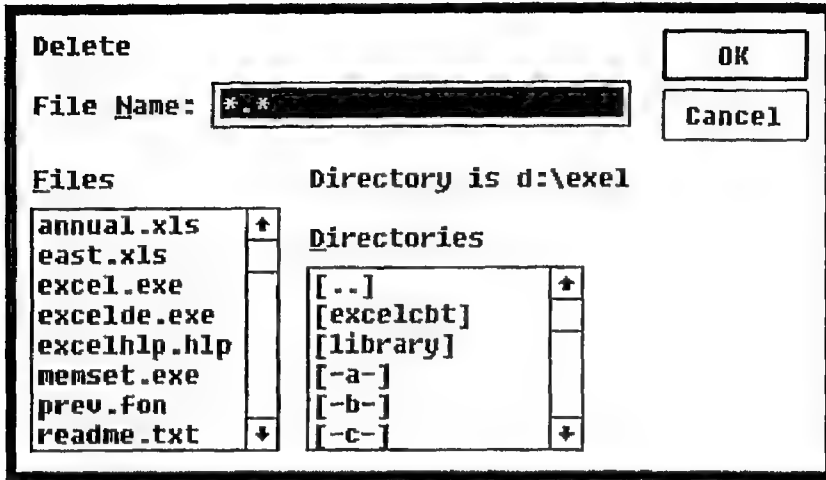 Delete
OK
File Name: *.*
Cancel
Files
Directory is d:\exel
annual.xls
east.xls
excel.exe
excelde.exe
excelhlp.hlp
memset.exe
prev.fon
readme.txt
Directories
[..]
[excelcbt]
[library]
[-a-]
[-b-]
[-c-]